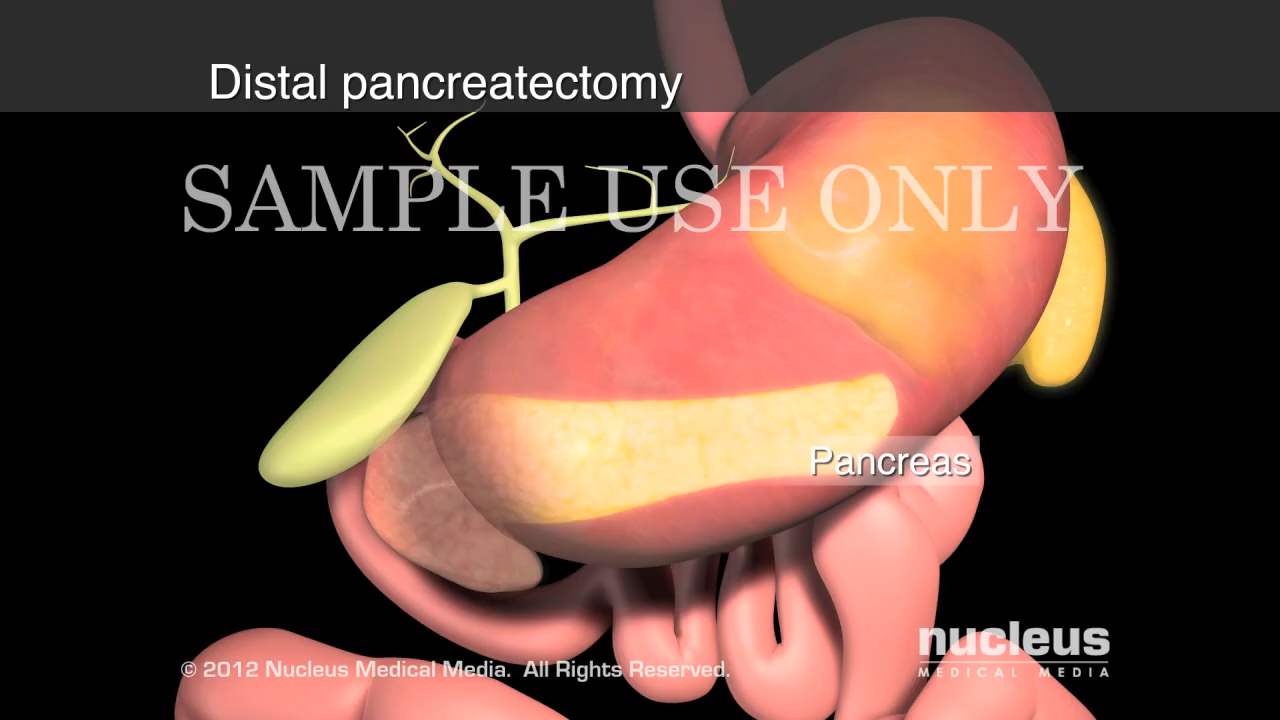 Distal pancreatectomy
SAMPLE USE ONLY
Pancreas
nucleus
MEDICAL MEDIA
© 2012 Nucleus Medical Media. All Rights Reserved.